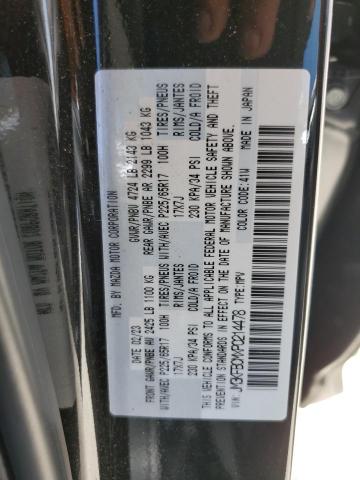 MFD. BY MAZDA MOTOR CORPORATION
DATE: 02/23 GVWR/PNBV 4724 LB 2143 KG
FRONT GAWR/PNBE AV 2425 LB 1100 KG REAR GAWR/PNBE AR 2299 LB 1043 KG
WITH/AVEC P225/65R17 100H TIRES/PNEUS WITH/AVEC P225/65R17 100H TIRES/PNEUS
17X7J RIMS/JANTES 17X7J RIMS/JANTES
230 KPA/34 PSI COLD/A FROID 230 KPA/34 PSI COLD/A FROID
THIS VEHICLE CONFORMS TO ALL APPLICABLE FEDERAL MOTOR VEHICLE SAFETY AND THEFT
PREVENTION STANDARDS IN EFFECT ON THE DATE OF MANUFACTURE SHOWN ABOVE.
COLOR CODE: 41W MADE IN JAPAN
TYPE: MPV